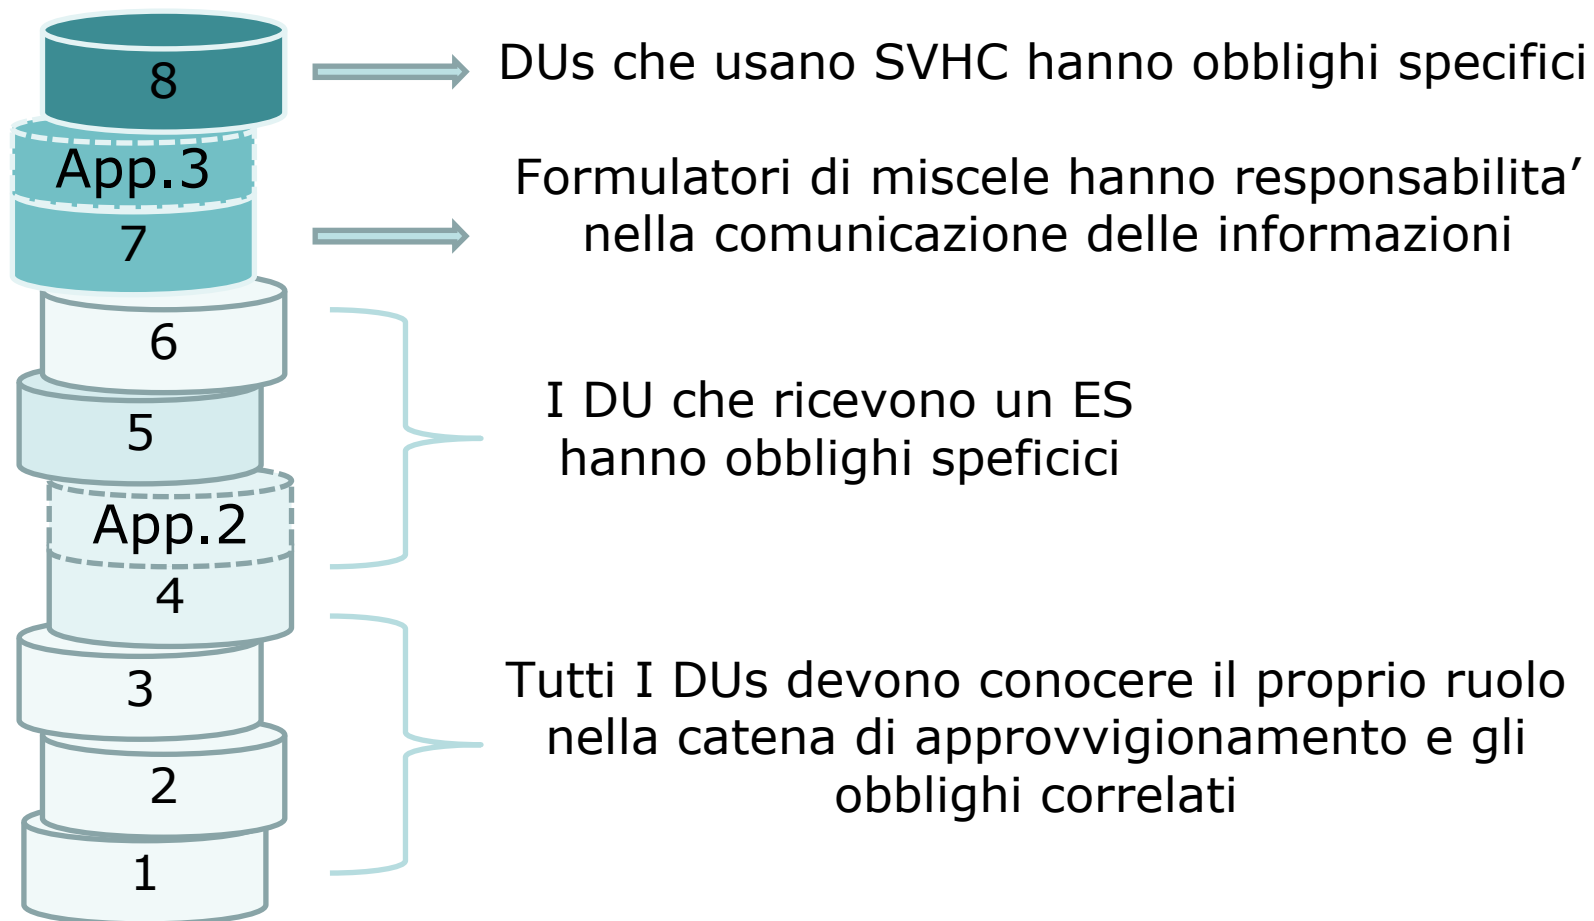 8
DUs che usano SVHC hanno obblighi specifici
App.3
Formulatori di miscele hanno responsabilita’
7
nella comunicazione delle informazioni
6
I DU che ricevono un ES
5
hanno obblighi speficici
App.2
4
3
Tutti I DUs devono conocere il proprio ruolo
nella catena di approvvigionamento e gli
2
obblighi correlati
1